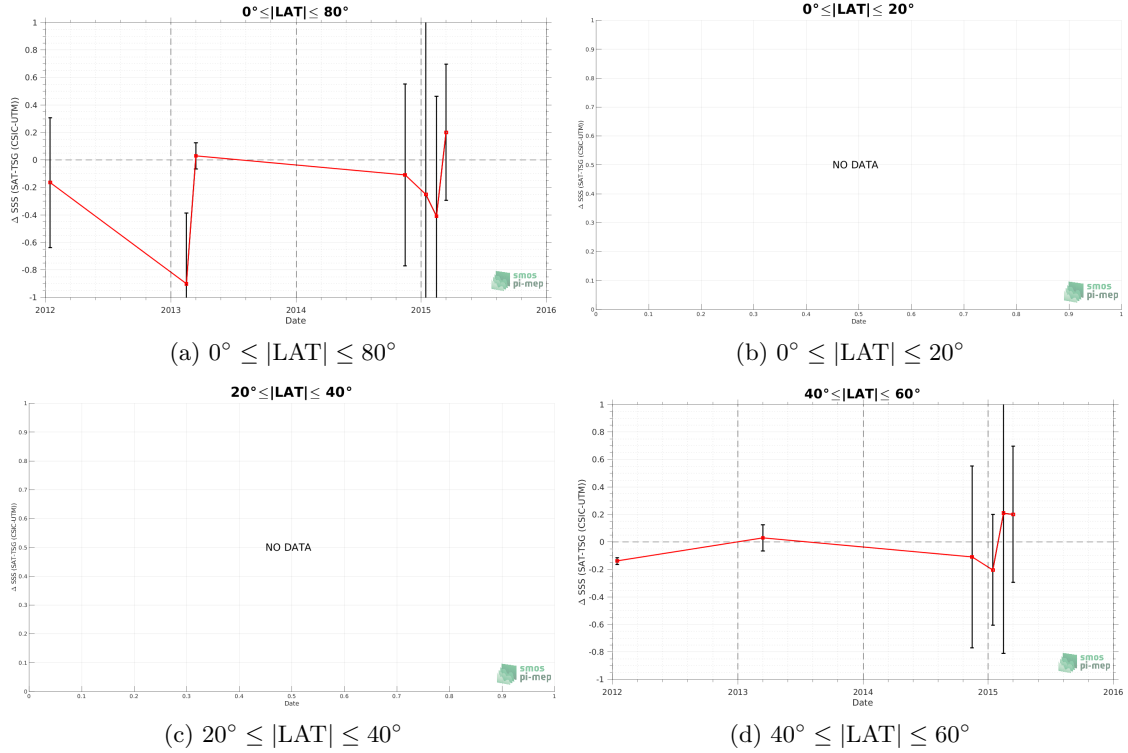 0°≤|LAT|≤ 80°
Δ SSS (SAT-TSG (CSIC-UTM))
1
0.8
0.6
0.4
0.2
0
-0.2
-0.4
-0.6
-0.8
-1
2012 2013 2014 2015 2016
Date
smos
pi-mep
(a) 0° ≤ |LAT| ≤ 80°
0°≤|LAT|≤ 20°
Δ SSS (SAT-TSG (CSIC-UTM))
1
0.9
0.8
0.7
0.6
0.5
0.4
0.3
0.2
0.1
0
NO DATA
0 0.1 0.2 0.3 0.4 0.5 0.6 0.7 0.8 0.9 1
Date
smos
pi-mep
(b) 0° ≤ |LAT| ≤ 20°
20°≤|LAT|≤ 40°
Δ SSS (SAT-TSG (CSIC-UTM))
1
0.9
0.8
0.7
0.6
0.5
0.4
0.3
0.2
0.1
0
NO DATA
0 0.1 0.2 0.3 0.4 0.5 0.6 0.7 0.8 0.9 1
Date
smos
pi-mep
(c) 20° ≤ |LAT| ≤ 40°
40°≤|LAT|≤ 60°
Δ SSS (SAT-TSG (CSIC-UTM))
1
0.8
0.6
0.4
0.2
0
-0.2
-0.4
-0.6
-0.8
-1
2012 2013 2014 2015 2016
Date
smos
pi-mep
(d) 40° ≤ |LAT| ≤ 60°